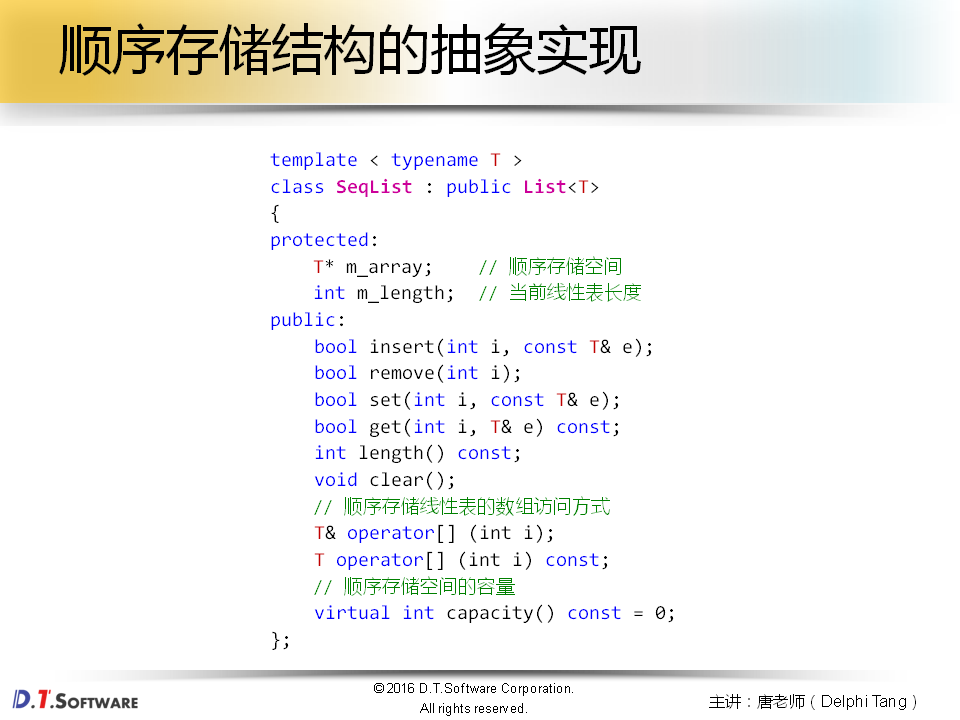 顺序存储结构的抽象实现
template < typename T >
class SeqList : public List<T>
{
protected:
    T* m_array;    // 顺序存储空间
    int m_length;  // 当前线性表长度
public:
    bool insert(int i, const T& e);
    bool remove(int i);
    bool set(int i, const T& e);
    bool get(int i, T& e) const;
    int length() const;
    void clear();
    // 顺序存储线性表的数组访问方式
    T& operator[] (int i);
    T operator[] (int i) const;
    // 顺序存储空间的容量
    virtual int capacity() const = 0;
};
D.T.SOFTWARE
©2016 D.T.Software Corporation.
All rights reserved.
主讲：唐老师（Delphi Tang）